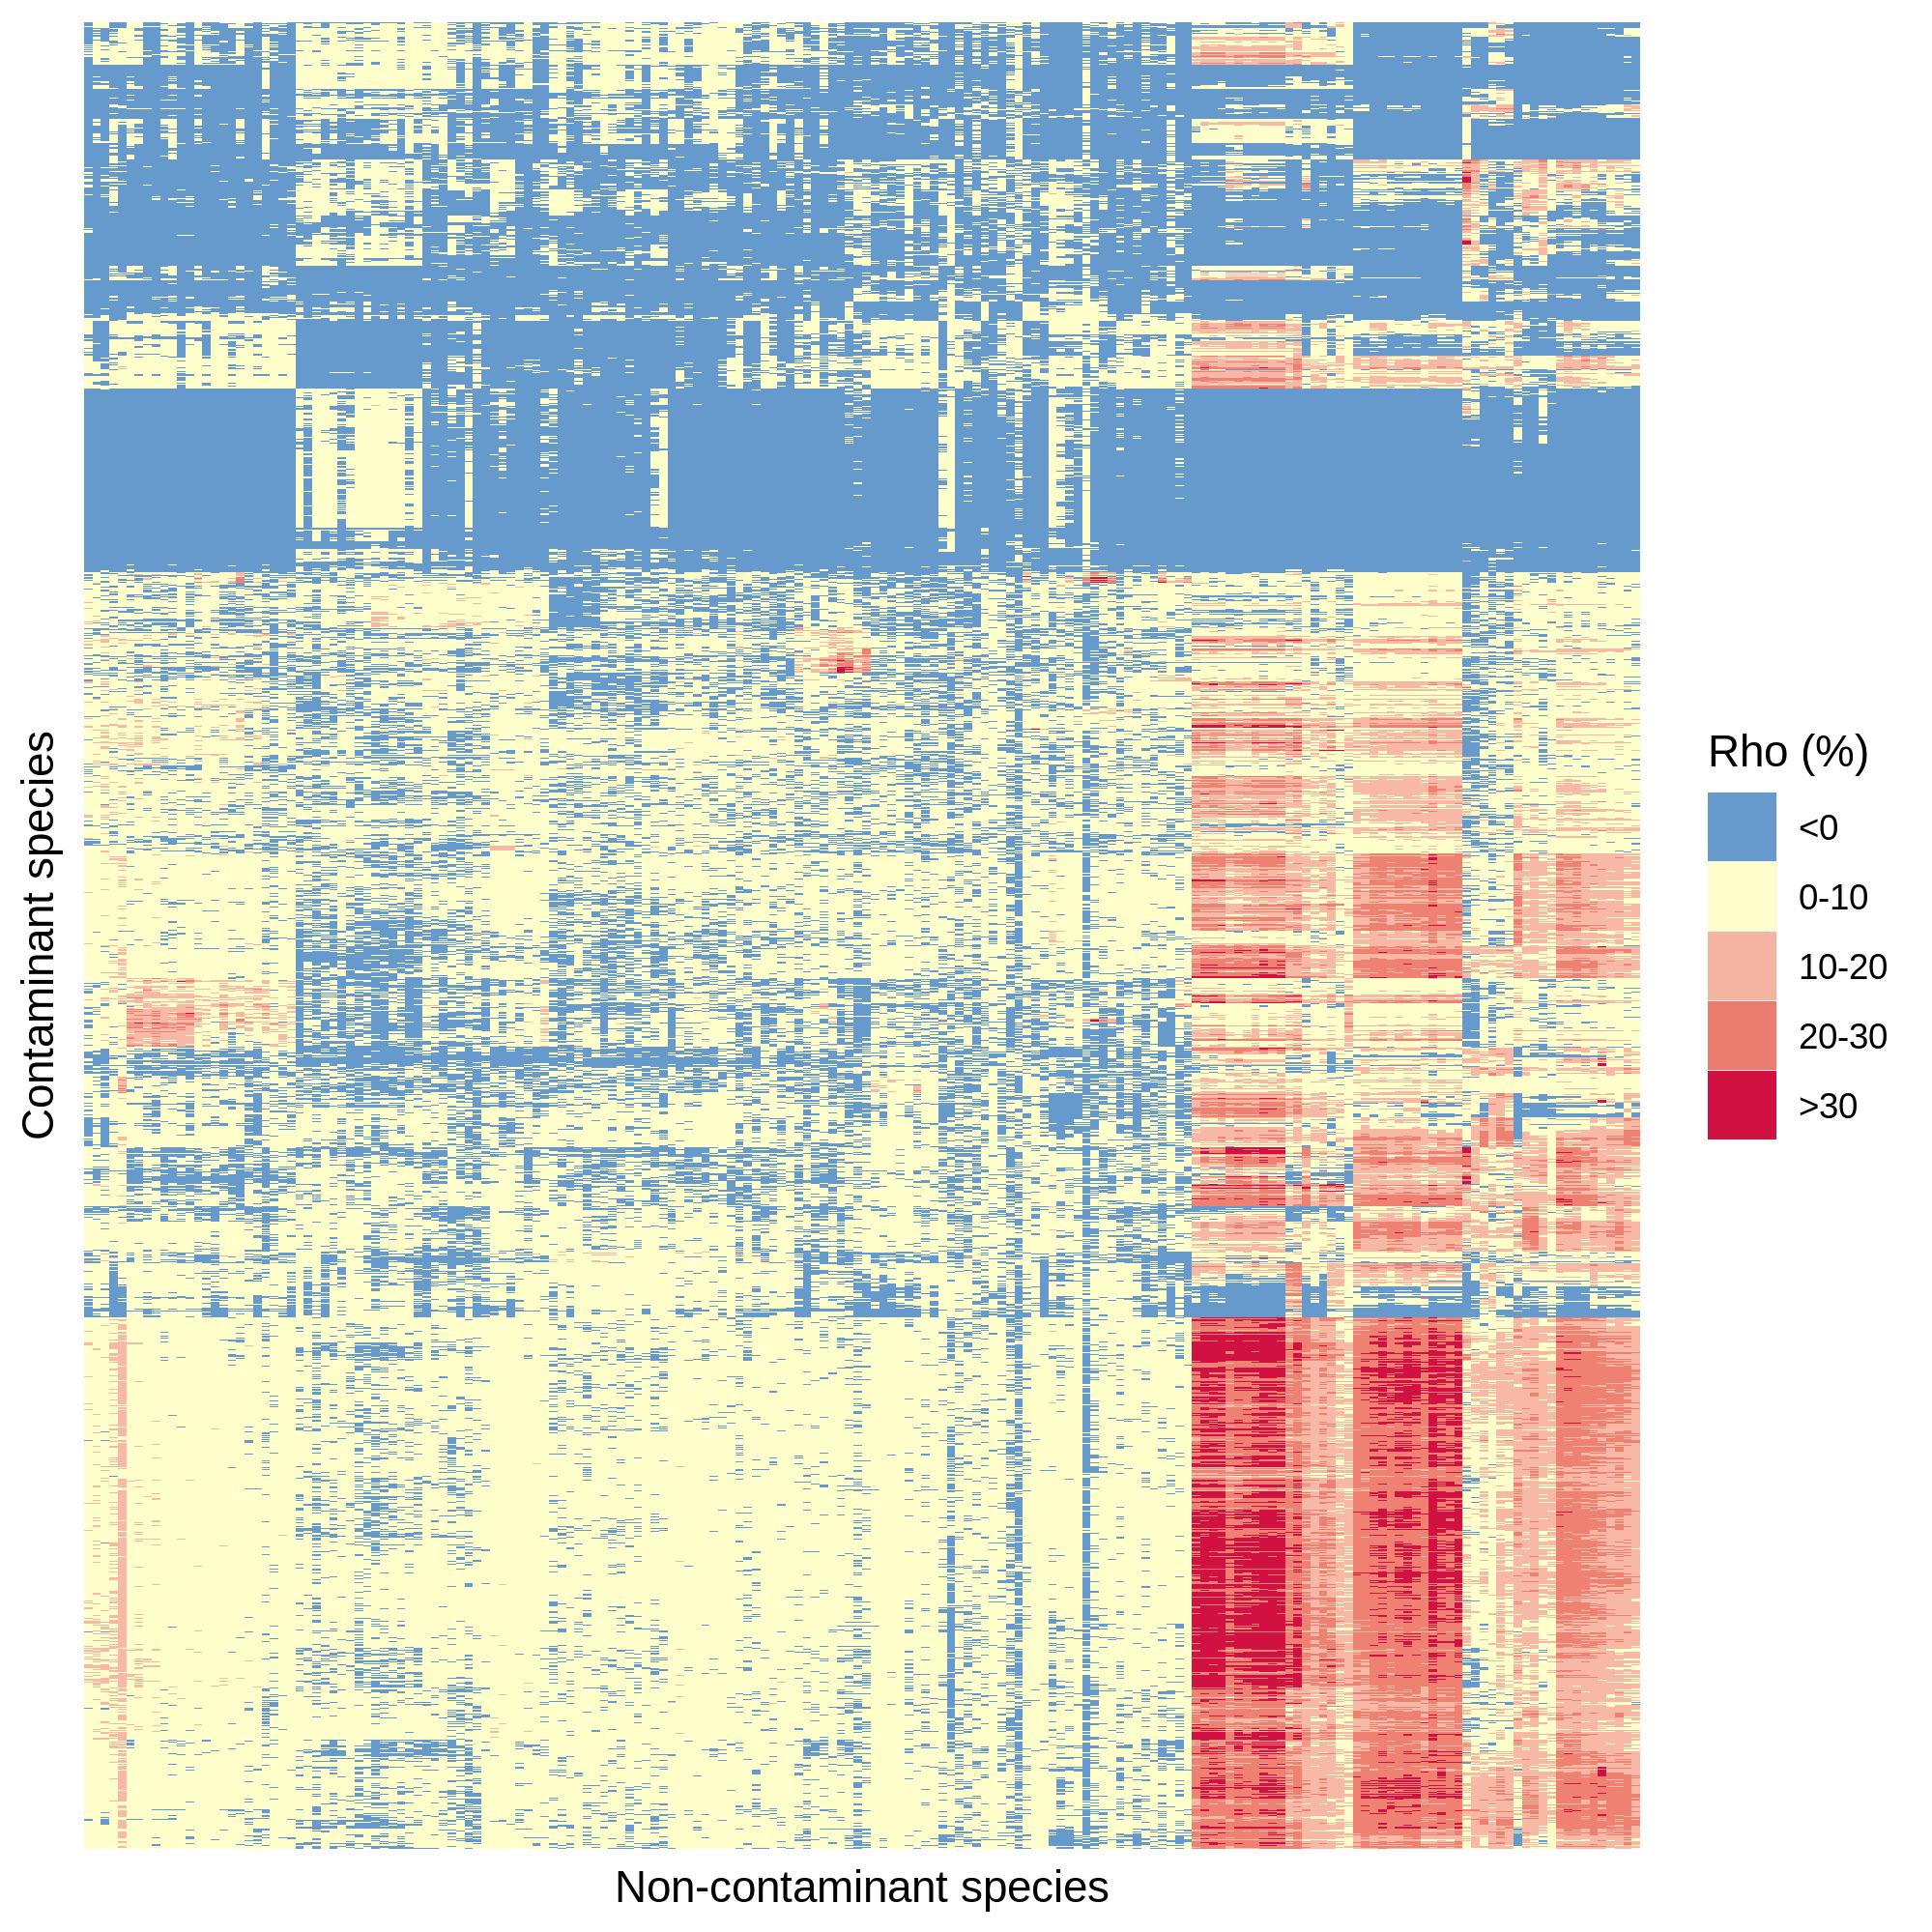 Contaminant species
Rho (%)
<0
0-10
10-20
20-30
>30
Non-contaminant species